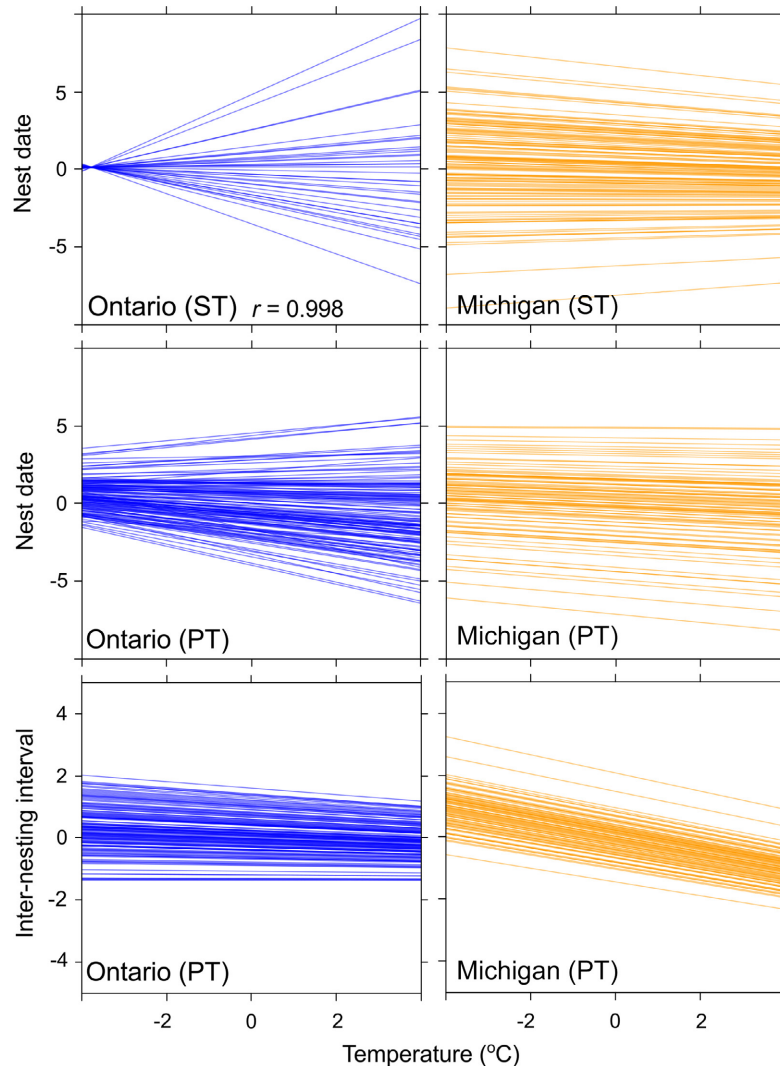 Nest date
5
0
-5
Ontario (ST) r = 0.998
Michigan (ST)
Nest date
5
0
-5
Ontario (PT)
Michigan (PT)
Inter-nesting interval
4
2
0
-2
-4
Ontario (PT)
Michigan (PT)
-2 0 2 -2 0 2
Temperature (ºC)